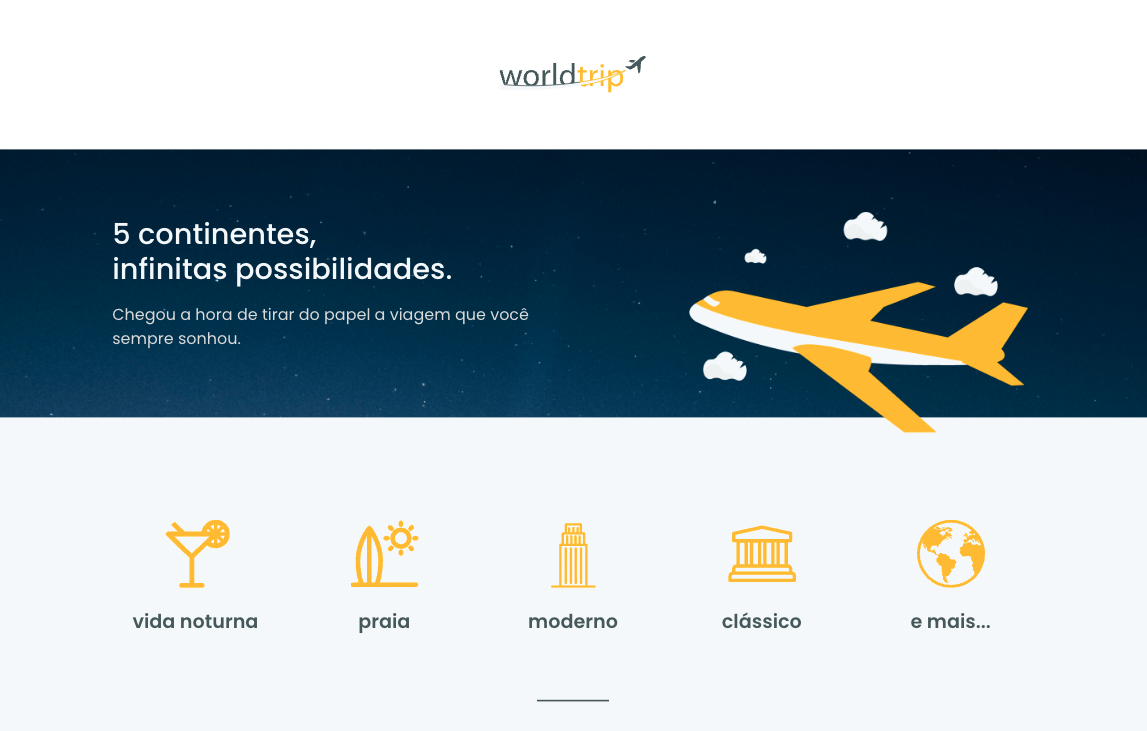 worldtrip
5 continentes,
infinitas possibilidades.
Chegou a hora de tirar do papel a viagem que você
sempre sonhou.
vida noturna
praia
moderno
clássico
e mais...